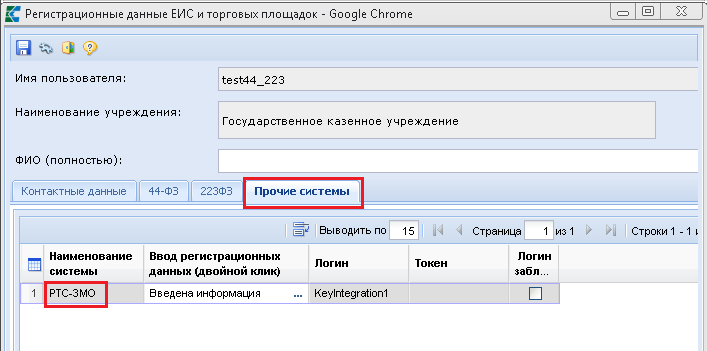 Регистрационные данные ЕИС и торговых площадок - Google Chrome
Имя пользователя: test44_223
Наименование учреждения: Государственное казенное учреждение
ФИО (полностью):
Контактные данные 44-ФЗ 223ФЗ Прочие системы
Выводить по 15 Страница 1 из 1 Строки 1 - 1 и
Наименование системы Ввод регистрационных данных (двойной клик) Логин Токен Логин забл...
1 РТС-ЗМО Введена информация ... KeyIntegration1